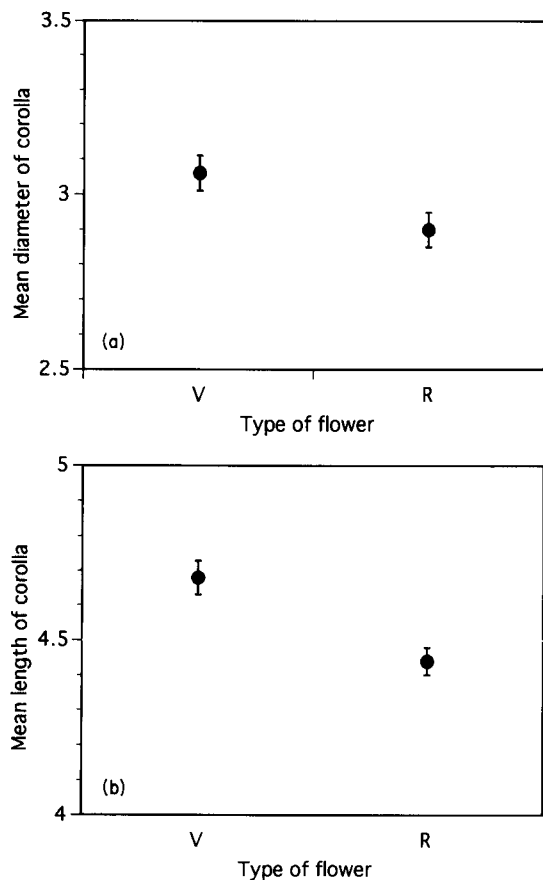 3.5
Mean diameter of corolla
3
(a)
2.5
V R
Type of flower
5
Mean length of corolla
4.5
(b)
4
V R
Type of flower